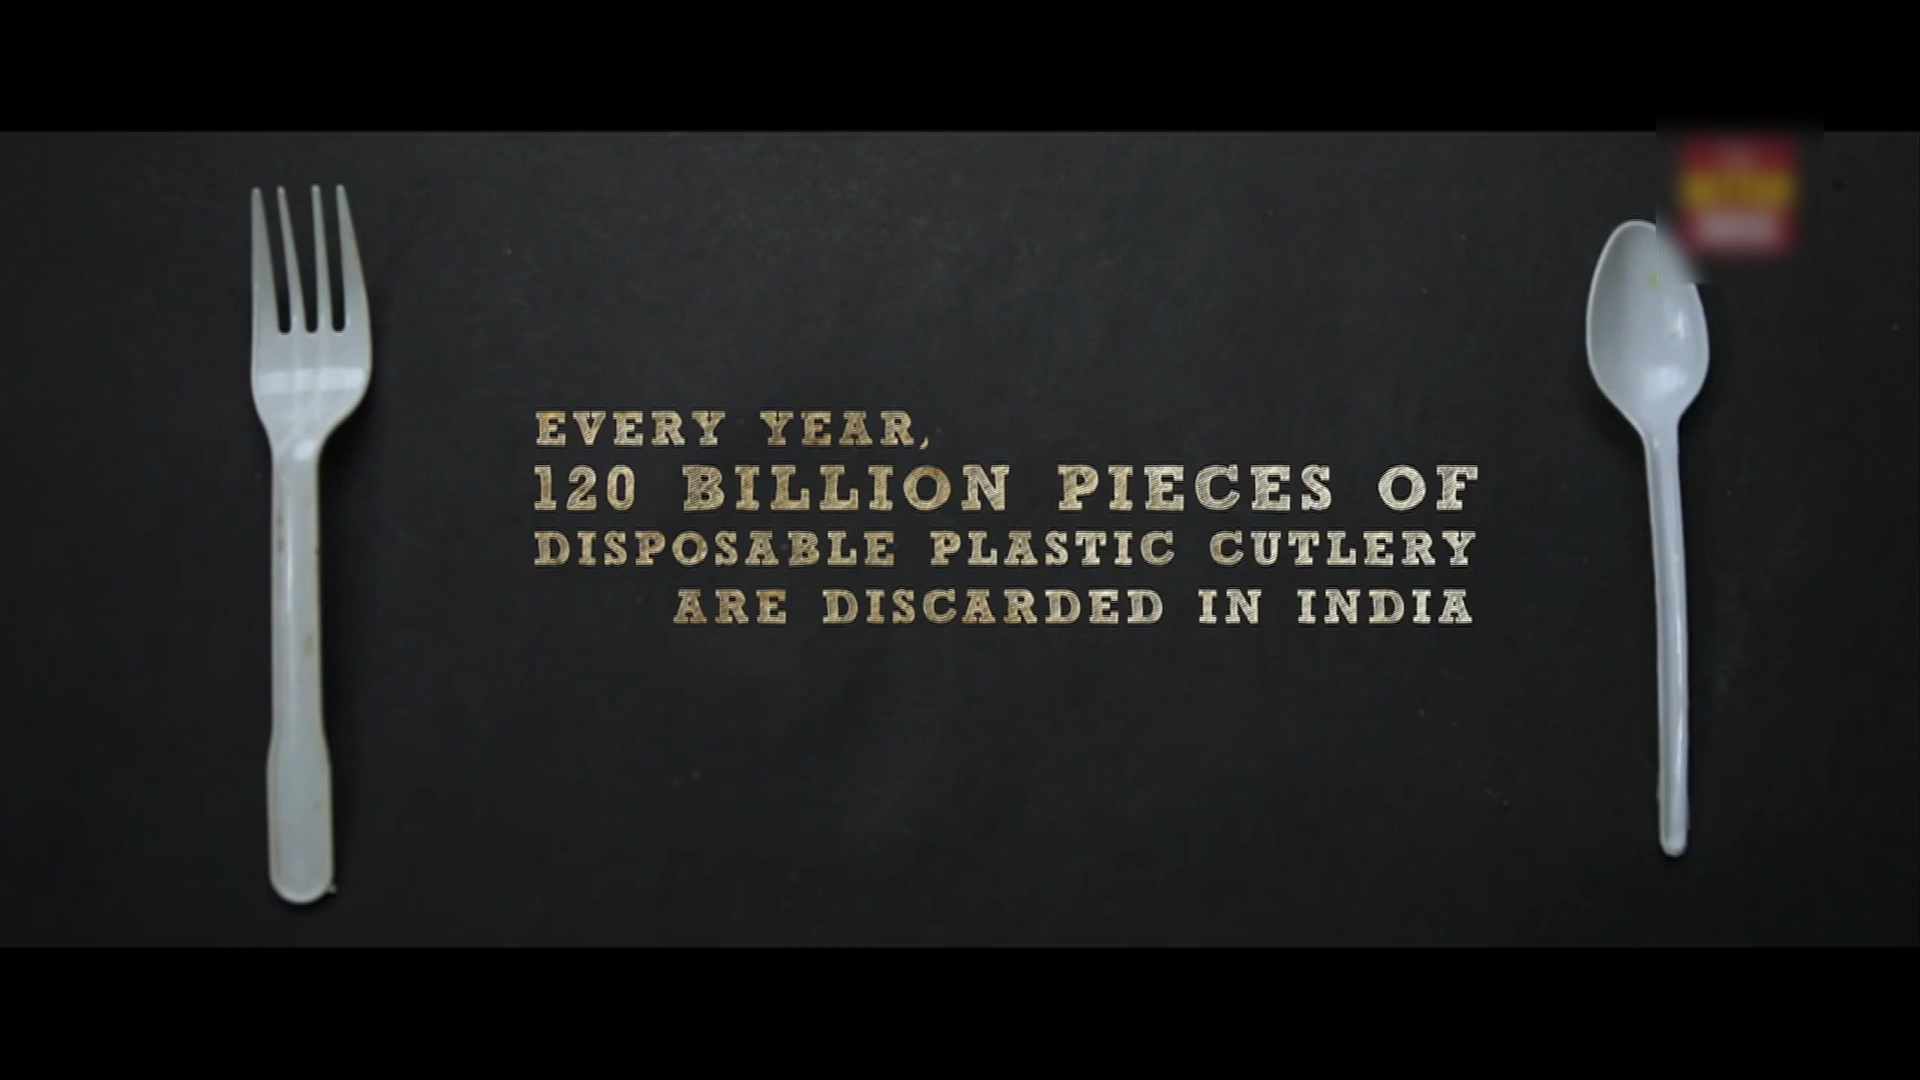 EVERY YEAR,
120 BILLION PIECES OF
DISPOSABLE PLASTIC CUTLERY
ARE DISCARDED IN INDIA